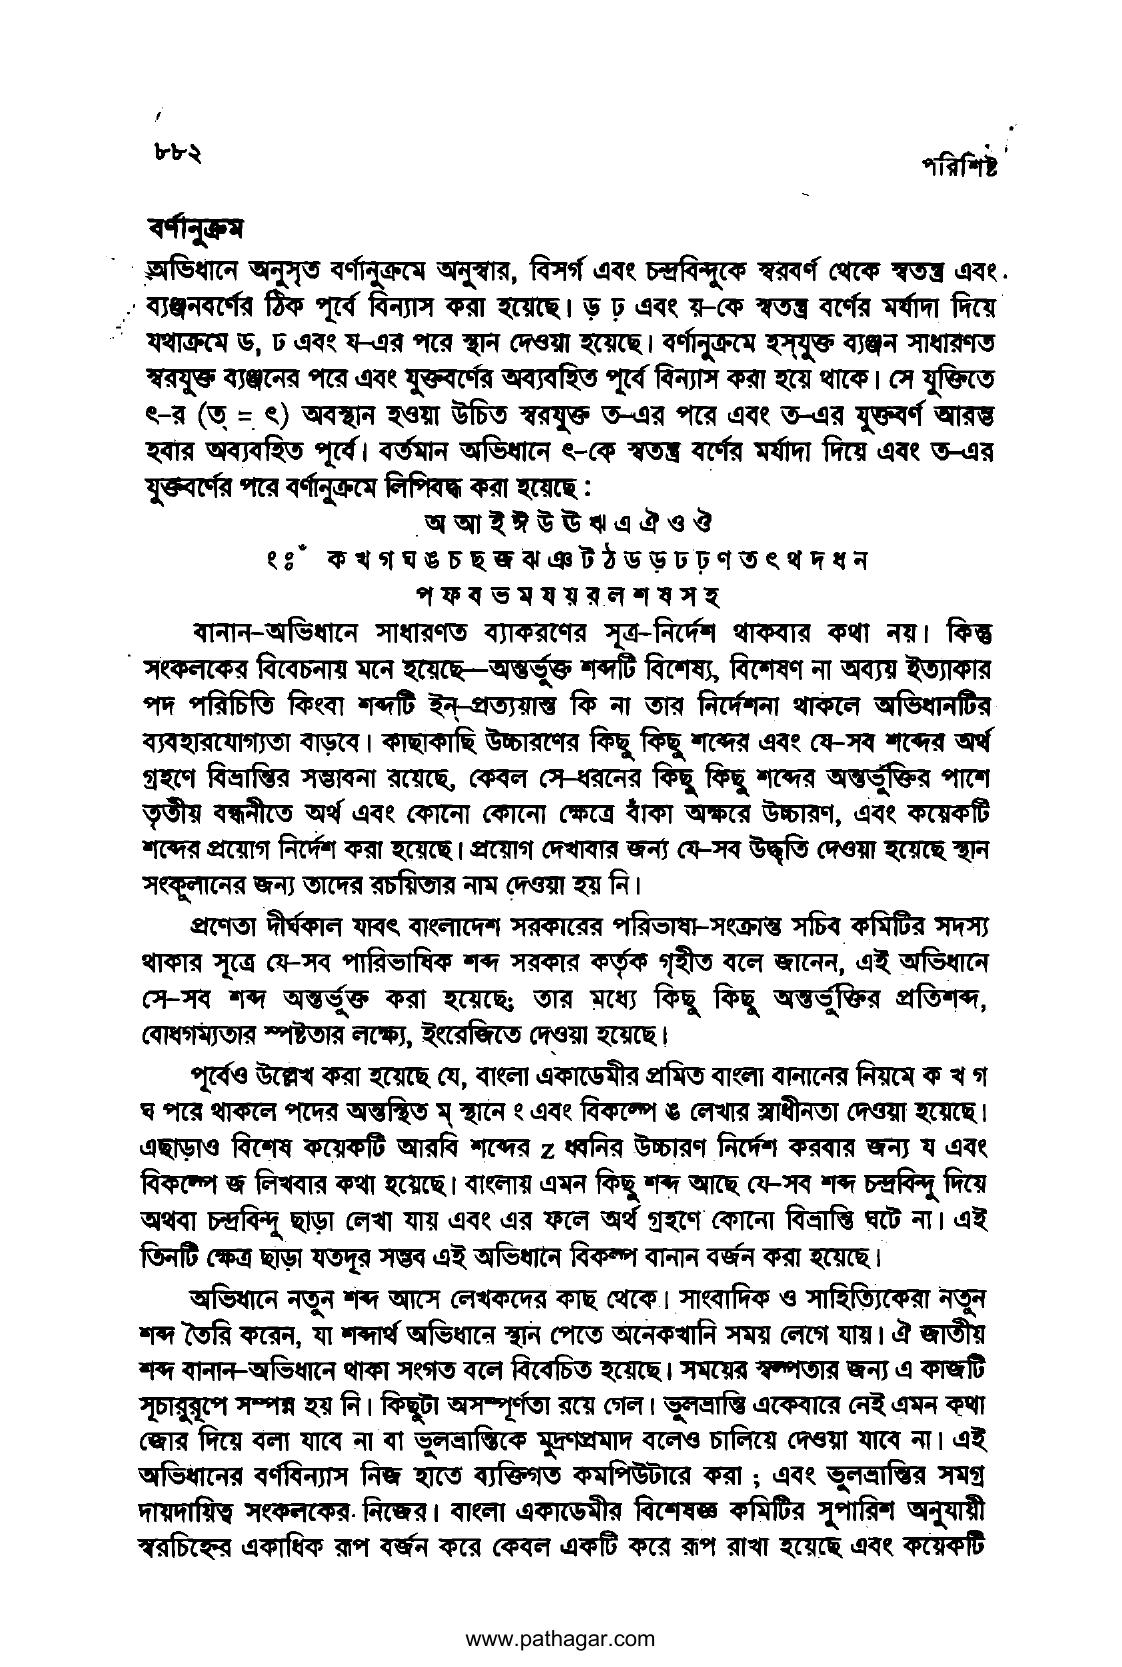 ৮৮২
পরিশিষ্ট
বর্ণানুক্রম
অভিধানে অনুসৃত বর্ণানুক্রমে অনুস্বার, বিসর্গ এবং চন্দ্রবিন্দুকে স্বরবর্ণ থেকে স্বতন্ত্র এবং
ব্যঞ্জনবর্ণের ঠিক পূর্বে বিন্যাস করা হয়েছে। ড় ঢ় এবং য়-কে স্বতন্ত্র বর্ণের মর্যাদা দিয়ে
যথাক্রমে ড, ঢ এবং য-এর পরে স্থান দেওয়া হয়েছে। বর্ণানুক্রমে হস্‌যুক্ত ব্যঞ্জন সাধারণত
স্বরযুক্ত ব্যঞ্জনের পরে এবং যুক্তবর্ণের অব্যবহিত পূর্বে বিন্যাস করা হয়ে থাকে। সে যুক্তিতে
ৎ-র (ত্ = ৎ) অবস্থান হওয়া উচিত স্বরযুক্ত ত-এর পরে এবং ত-এর যুক্তবর্ণ আরম্ভ
হবার অব্যবহিত পূর্বে। বর্তমান অভিধানে ৎ-কে স্বতন্ত্র বর্ণের মর্যাদা দিয়ে এবং ত-এর
যুক্তবর্ণের পরে বর্ণানুক্রমে লিপিবদ্ধ করা হয়েছে :
অ আ ই ঈ উ ঊ ঋ এ ঐ ও ঔ
ং ঃ ঁ ক খ গ ঘ ঙ চ ছ জ ঝ ঞ ট ঠ ড ড় ঢ ঢ় ণ ত ৎ থ দ ধ ন
প ফ ব ভ ম য য় র ল শ ষ স হ
বানান-অভিধানে সাধারণত ব্যাকরণের সূত্র-নির্দেশ থাকবার কথা নয়। কিন্তু
সংকলকের বিবেচনায় মনে হয়েছে—অন্তর্ভুক্ত শব্দটি বিশেষ্য, বিশেষণ না অব্যয় ইত্যাকার
পদ পরিচিতি কিংবা শব্দটি ইন্-প্রত্যয়ান্ত কি না তার নির্দেশনা থাকলে অভিধানটির
ব্যবহারযোগ্যতা বাড়বে। কাছাকাছি উচ্চারণের কিছু কিছু শব্দের এবং যে-সব শব্দের অর্থ
গ্রহণে বিভ্রান্তির সম্ভাবনা রয়েছে, কেবল সে-ধরনের কিছু কিছু শব্দের অন্তর্ভুক্তির পাশে
তৃতীয় বন্ধনীতে অর্থ এবং কোনো কোনো ক্ষেত্রে বাঁকা অক্ষরে উচ্চারণ, এবং কয়েকটি
শব্দের প্রয়োগ নির্দেশ করা হয়েছে। প্রয়োগ দেখাবার জন্য যে-সব উদ্ধৃতি দেওয়া হয়েছে স্থান
সংকুলানের জন্য তাদের রচয়িতার নাম দেওয়া হয় নি।
প্রণেতা দীর্ঘকাল যাবৎ বাংলাদেশ সরকারের পরিভাষা-সংক্রান্ত সচিব কমিটির সদস্য
থাকার সূত্রে যে-সব পারিভাষিক শব্দ সরকার কর্তৃক গৃহীত বলে জানেন, এই অভিধানে
সে-সব শব্দ অন্তর্ভুক্ত করা হয়েছে; তার মধ্যে কিছু কিছু অন্তর্ভুক্তির প্রতিশব্দ,
বোধগম্যতার স্পষ্টতার লক্ষ্যে, ইংরেজিতে দেওয়া হয়েছে।
পূর্বেও উল্লেখ করা হয়েছে যে, বাংলা একাডেমীর প্রমিত বাংলা বানানের নিয়মে ক খ গ
ঘ পরে থাকলে পদের অন্তস্থিত ম্ স্থানে ং এবং বিকল্পে ঙ লেখার স্বাধীনতা দেওয়া হয়েছে।
এছাড়াও বিশেষ কয়েকটি আরবি শব্দের z ধ্বনির উচ্চারণ নির্দেশ করবার জন্য য এবং
বিকল্পে জ লিখবার কথা হয়েছে। বাংলায় এমন কিছু শব্দ আছে যে-সব শব্দ চন্দ্রবিন্দু দিয়ে
অথবা চন্দ্রবিন্দু ছাড়া লেখা যায় এবং এর ফলে অর্থ গ্রহণে কোনো বিভ্রান্তি ঘটে না। এই
তিনটি ক্ষেত্র ছাড়া যতদূর সম্ভব এই অভিধানে বিকল্প বানান বর্জন করা হয়েছে।
অভিধানে নতুন শব্দ আসে লেখকদের কাছ থেকে। সাংবাদিক ও সাহিত্যিকেরা নতুন
শব্দ তৈরি করেন, যা শব্দার্থ অভিধানে স্থান পেতে অনেকখানি সময় লেগে যায়। ঐ জাতীয়
শব্দ বানান-অভিধানে থাকা সংগত বলে বিবেচিত হয়েছে। সময়ের স্বল্পতার জন্য এ কাজটি
সূচারুরূপে সম্পন্ন হয় নি। কিছুটা অসম্পূর্ণতা রয়ে গেল। ভুলভ্রান্তি একেবারে নেই এমন কথা
জোর দিয়ে বলা যাবে না বা ভুলভ্রান্তিকে মুদ্রণপ্রমাদ বলেও চালিয়ে দেওয়া যাবে না। এই
অভিধানের বর্ণবিন্যাস নিজ হাতে ব্যক্তিগত কমপিউটারে করা ; এবং ভুলভ্রান্তির সমগ্র
দায়দায়িত্ব সংকলকের নিজের। বাংলা একাডেমীর বিশেষজ্ঞ কমিটির সুপারিশ অনুযায়ী
স্বরচিহ্নের একাধিক রূপ বর্জন করে কেবল একটি করে রূপ রাখা হয়েছে এবং কয়েকটি
www.pathagar.com